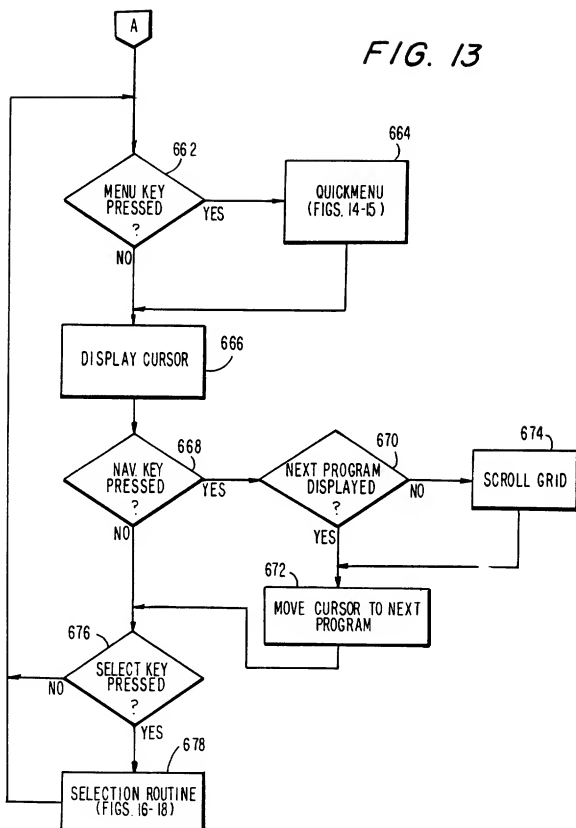 A
FIG. 13
662
MENU KEY
PRESSED
?
YES
NO
664
QUICKMENU
(FIGS. 14-15)
DISPLAY CURSOR
666
668
NAV. KEY
PRESSED
?
YES
NO
670
NEXT PROGRAM
DISPLAYED
?
NO
YES
674
SCROLL GRID
672
MOVE CURSOR TO NEXT
PROGRAM
676
SELECT KEY
PRESSED
?
NO
YES
678
SELECTION ROUTINE
(FIGS. 16-18)